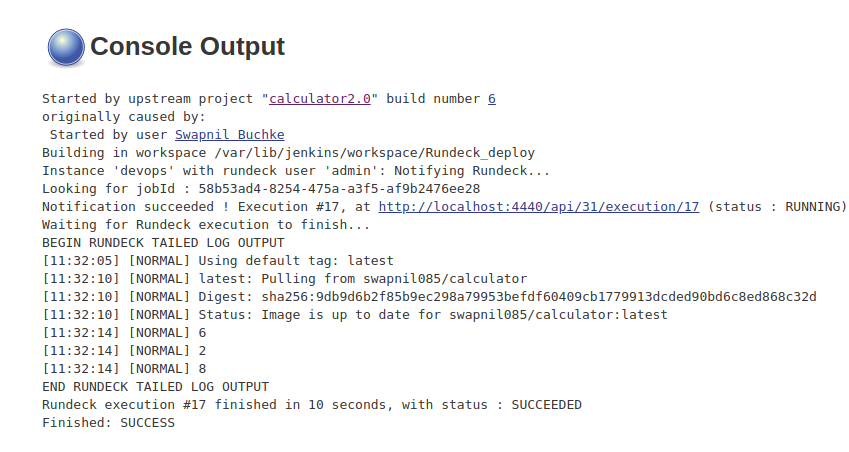 Console Output
Started by upstream project "calculator2.0" build number 6
originally caused by:
Started by user Swapnil Buchke
Building in workspace /var/lib/jenkins/workspace/Rundeck_deploy
Instance 'devops' with rundeck user 'admin': Notifying Rundeck...
Looking for jobId : 58b53ad4-8254-475a-a3f5-af9b2476ee28
Notification succeeded ! Execution #17, at http://localhost:4440/api/31/execution/17 (status : RUNNING)
Waiting for Rundeck execution to finish...
BEGIN RUNDECK TAILED LOG OUTPUT
[11:32:05] [NORMAL] Using default tag: latest
[11:32:10] [NORMAL] latest: Pulling from swapnil085/calculator
[11:32:10] [NORMAL] Digest: sha256:9db9d6b2f85b9ec298a79953befdf60409cb1779913dcded90bd6c8ed868c32d
[11:32:10] [NORMAL] Status: Image is up to date for swapnil085/calculator:latest
[11:32:14] [NORMAL] 6
[11:32:14] [NORMAL] 2
[11:32:14] [NORMAL] 8
END RUNDECK TAILED LOG OUTPUT
Rundeck execution #17 finished in 10 seconds, with status : SUCCEEDED
Finished: SUCCESS